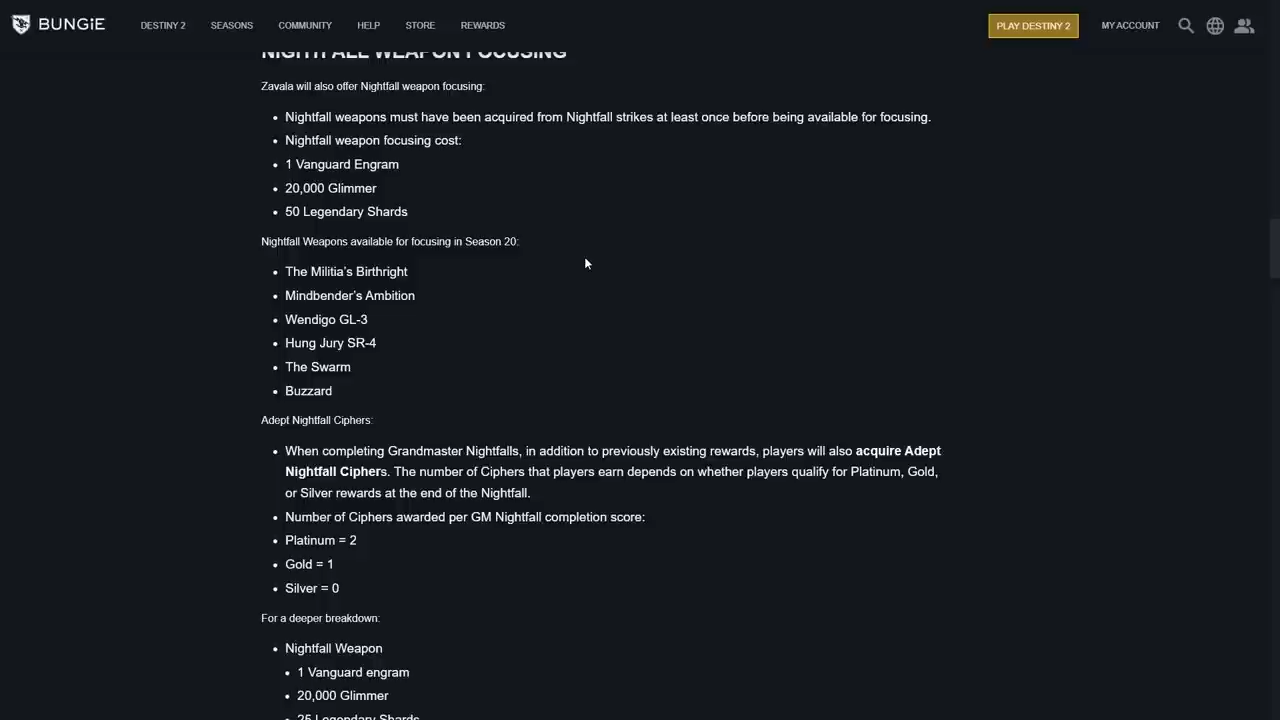 BUNGIE
DESTINY 2
SEASONS
COMMUNITY
HELP
STORE
REWARDS
PLAY DESTINY 2
MY ACCOUNT
NIGHTFALL WEAPON FOCUSING
Zavala will also offer Nightfall weapon focusing:
• Nightfall weapons must have been acquired from Nightfall strikes at least once before being available for focusing.
• Nightfall weapon focusing cost:
• 1 Vanguard Engram
• 20,000 Glimmer
• 50 Legendary Shards
Nightfall Weapons available for focusing in Season 20:
• The Militia’s Birthright
• Mindbender’s Ambition
• Wendigo GL-3
• Hung Jury SR-4
• The Swarm
• Buzzard
Adept Nightfall Ciphers:
• When completing Grandmaster Nightfalls, in addition to previously existing rewards, players will also acquire Adept
Nightfall Ciphers. The number of Ciphers that players earn depends on whether players qualify for Platinum, Gold,
or Silver rewards at the end of the Nightfall.
• Number of Ciphers awarded per GM Nightfall completion score:
• Platinum = 2
• Gold = 1
• Silver = 0
For a deeper breakdown:
• Nightfall Weapon
• 1 Vanguard engram
• 20,000 Glimmer
• 25 Legendary Shards